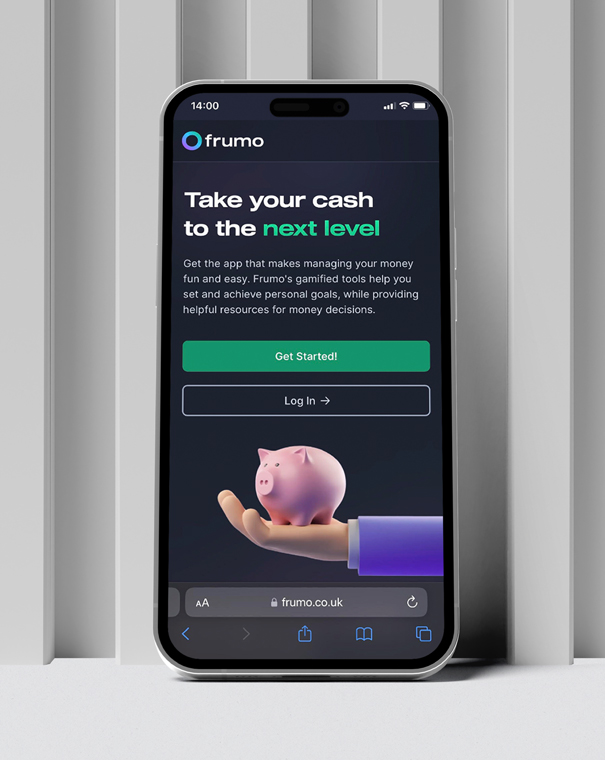 14:00
frumo
Take your cash
to the next level
Get the app that makes managing your money
fun and easy. Frumo's gamified tools help you
set and achieve personal goals, while providing
helpful resources for money decisions.
Get Started!
Log In →
AA frumo.co.uk